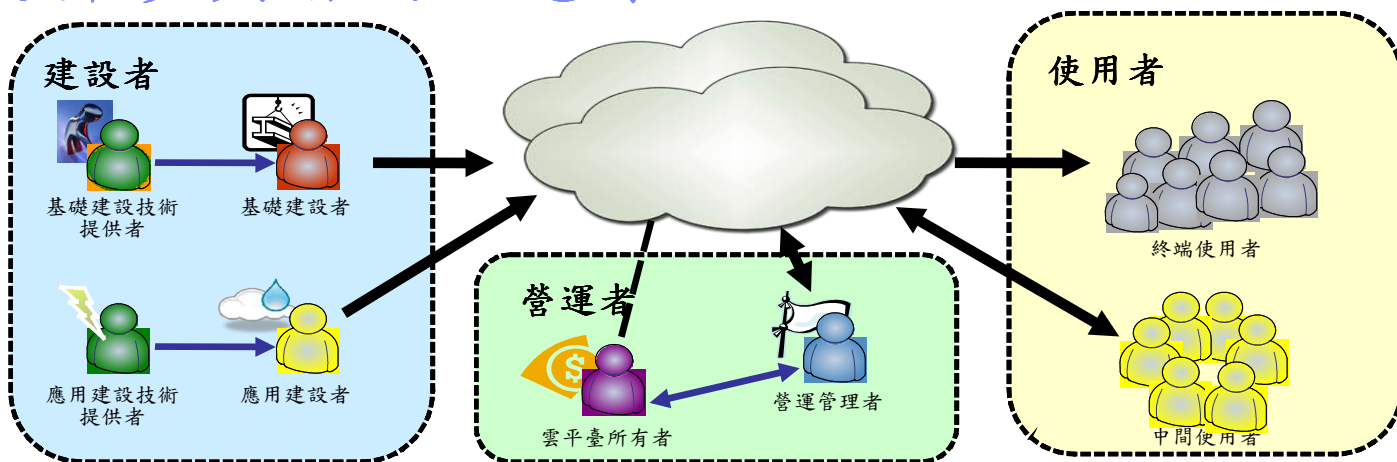 建設者
基礎建設技術
提供者
基礎建設者
應用建設技術
提供者
應用建設者
營運者
雲平臺所有者
營運管理者
使用者
終端使用者
中間使用者